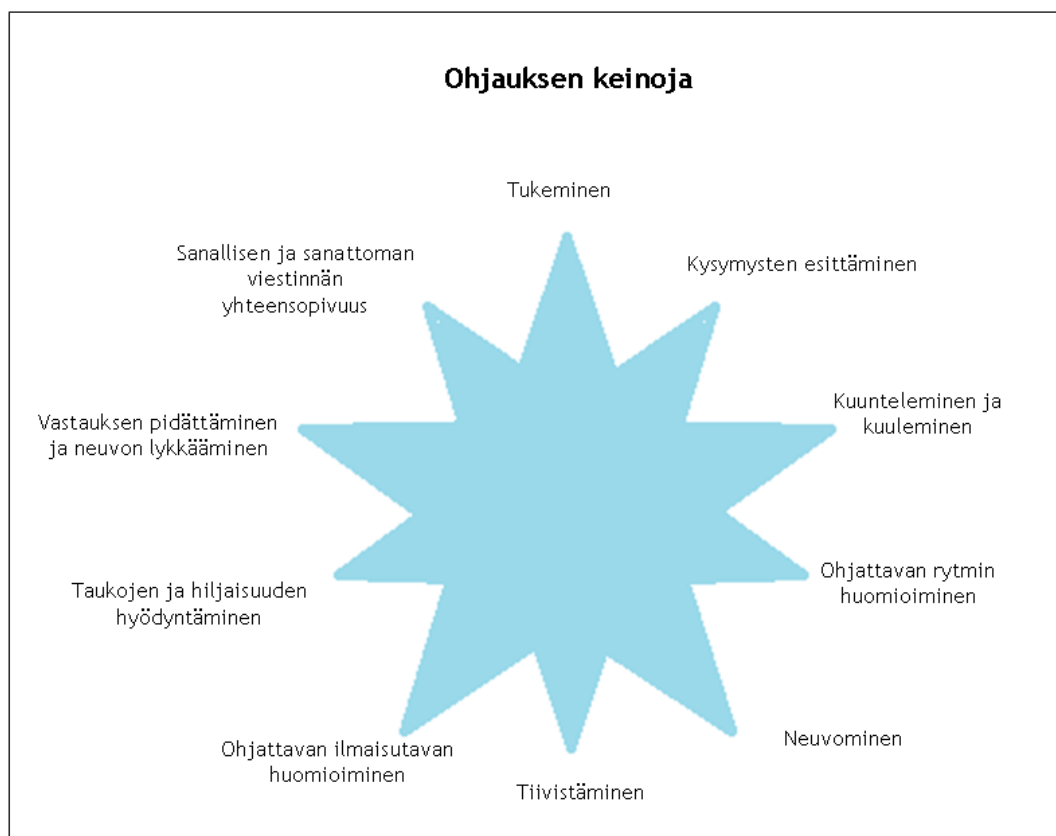 Ohjauksen keinoja
Tukeminen
Kysymysten esittäminen
Kuunteleminen ja
kuuleminen
Ohjattavan rytmin
huomioiminen
Neuvominen
Tiivistäminen
Ohjattavan ilmaisutavan
huomioiminen
Taukojen ja hiljaisuuden
hyödyntäminen
Vastauksen pidättäminen
ja neuvon lykkääminen
Sanallisen ja sanattoman
viestinnän
yhteensopivuus